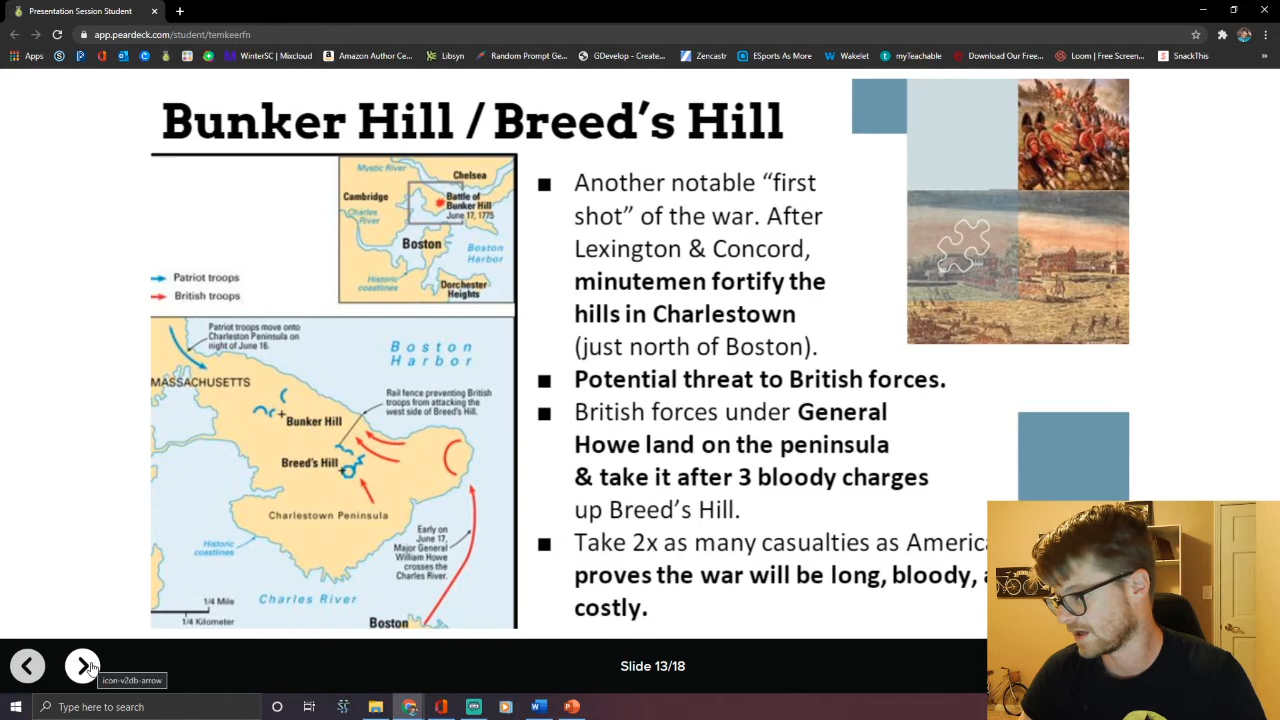 Presentation Session Student
app.peardeck.com/student/temkeerfn
Apps
WinterSC | Mixcloud
Amazon Author Cer...
Libsyn
Random Prompt Ge...
GDevelop - Create...
Zencastr
ESports As More
Wakelet
myTeachable
Download Our Free...
Loom | Free Screen...
SnackThis
Bunker Hill / Breed's Hill
Mystic River
Chelsea
Cambridge
Battle of
Bunker Hill
June 17, 1775
Charles
River
Boston
Boston
Harbor
Historic
coastlines
Dorchester
Heights
Patriot troops
British troops
Patriot troops move onto
Charleston Peninsula on
night of June 16.
Boston
Harbor
MASSACHUSETTS
Rail fence preventing British
troops from attacking the
west side of Breed's Hill.
Bunker Hill
Breed's Hill
Charlestown Peninsula
Historic
coastlines
Early on
June 17,
Major General
William Howe
crosses the
Charles River.
Charles River
1/4 Mile
1/4 Kilometer
Boston
■ Another notable “first
shot” of the war. After
Lexington & Concord,
minutemen fortify the
hills in Charlestown
(just north of Boston).
■ Potential threat to British forces.
■ British forces under General
Howe land on the peninsula
& take it after 3 bloody charges
up Breed's Hill.
■ Take 2x as many casualties as America
proves the war will be long, bloody, a
costly.
Slide 13/18
icon-v2db-arrow
Type here to search